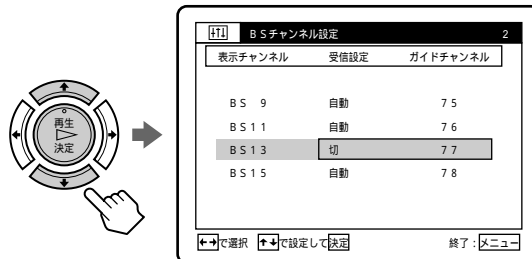 BSチャンネル設定 2
表示チャンネル 受信設定 ガイドチャンネル
BS 9 自動 75
BS11 自動 76
BS13 切 77
BS15 自動 78
再生
決定
←→で選択 ↑↓で設定して決定 終了:メニュー